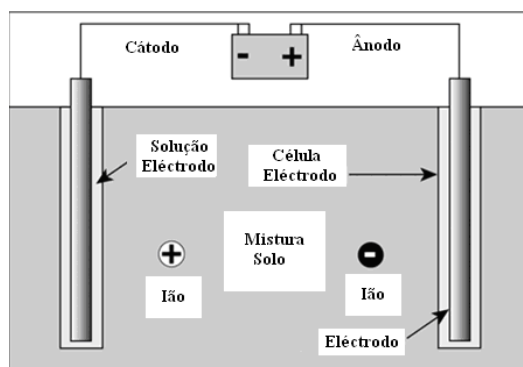 Cátodo
- +
Ânodo
Solução
Eléctrodo
Célula
Eléctrodo
Mistura
Solo
+
Ião
-
Ião
Eléctrodo